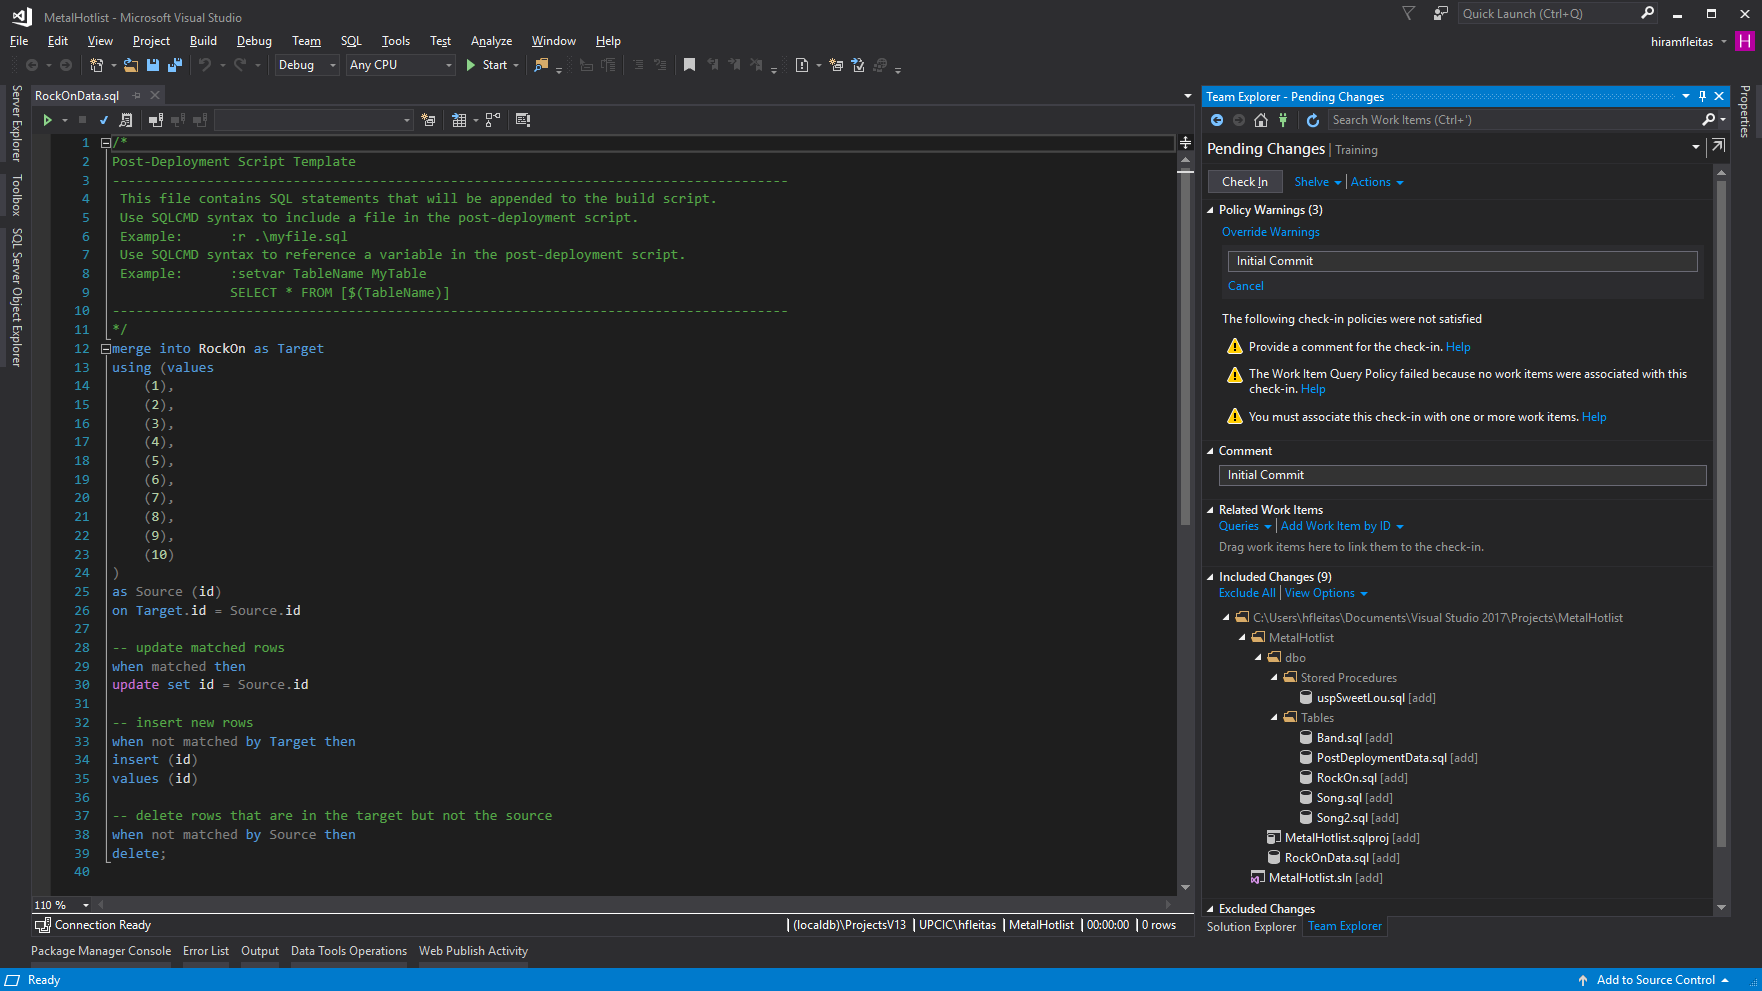 MetalHotlist - Microsoft Visual Studio
Quick Launch (Ctrl+Q)
File Edit View Project Build Debug Team SQL Tools Test Analyze Window Help
hiramfleitas H
Debug Any CPU Start
Server Explorer
Toolbox
SQL Server Object Explorer
RockOnData.sql
1 /*
2 Post-Deployment Script Template
3 --------------------------------------------------------------------------------------
4 This file contains SQL statements that will be appended to the build script.
5 Use SQLCMD syntax to include a file in the post-deployment script.
6 Example: :r .\myfile.sql
7 Use SQLCMD syntax to reference a variable in the post-deployment script.
8 Example: :setvar TableName MyTable
9 SELECT * FROM [$(TableName)]
10 --------------------------------------------------------------------------------------
11 */
12 merge into RockOn as Target
13 using (values
14 (1),
15 (2),
16 (3),
17 (4),
18 (5),
19 (6),
20 (7),
21 (8),
22 (9),
23 (10)
24 )
25 as Source (id)
26 on Target.id = Source.id
27
28 -- update matched rows
29 when matched then
30 update set id = Source.id
31
32 -- insert new rows
33 when not matched by Target then
34 insert (id)
35 values (id)
36
37 -- delete rows that are in the target but not the source
38 when not matched by Source then
39 delete;
40
110 %
Connection Ready
(localdb)\ProjectsV13 UPCIC\hfleitas MetalHotlist 00:00:00 0 rows
Package Manager Console Error List Output Data Tools Operations Web Publish Activity
Ready
Team Explorer - Pending Changes
Search Work Items (Ctrl+')
Pending Changes | Training
Check In Shelve Actions
Policy Warnings (3)
Override Warnings
Initial Commit
Cancel
The following check-in policies were not satisfied
Provide a comment for the check-in. Help
The Work Item Query Policy failed because no work items were associated with this
check-in. Help
You must associate this check-in with one or more work items. Help
Comment
Initial Commit
Related Work Items
Queries Add Work Item by ID
Drag work items here to link them to the check-in.
Included Changes (9)
Exclude All View Options
C:\Users\hfleitas\Documents\Visual Studio 2017\Projects\MetalHotlist
MetalHotlist
dbo
Stored Procedures
uspSweetLou.sql [add]
Tables
Band.sql [add]
PostDeploymentData.sql [add]
RockOn.sql [add]
Song.sql [add]
Song2.sql [add]
MetalHotlist.sqlproj [add]
RockOnData.sql [add]
MetalHotlist.sln [add]
Excluded Changes
Solution Explorer Team Explorer
Properties
Add to Source Control